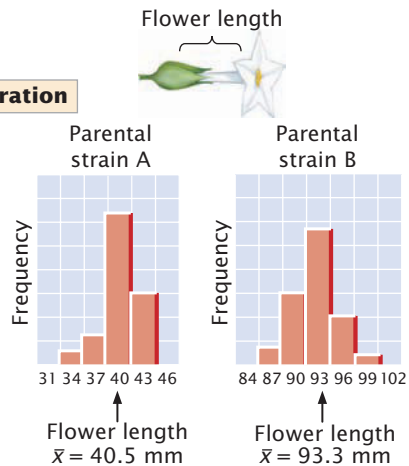 Flower length
ration
Parental
strain A
Parental
strain B
Frequency
Frequency
31 34 37 40 43 46
84 87 90 93 96 99 102
Flower length
x̄ = 40.5 mm
Flower length
x̄ = 93.3 mm